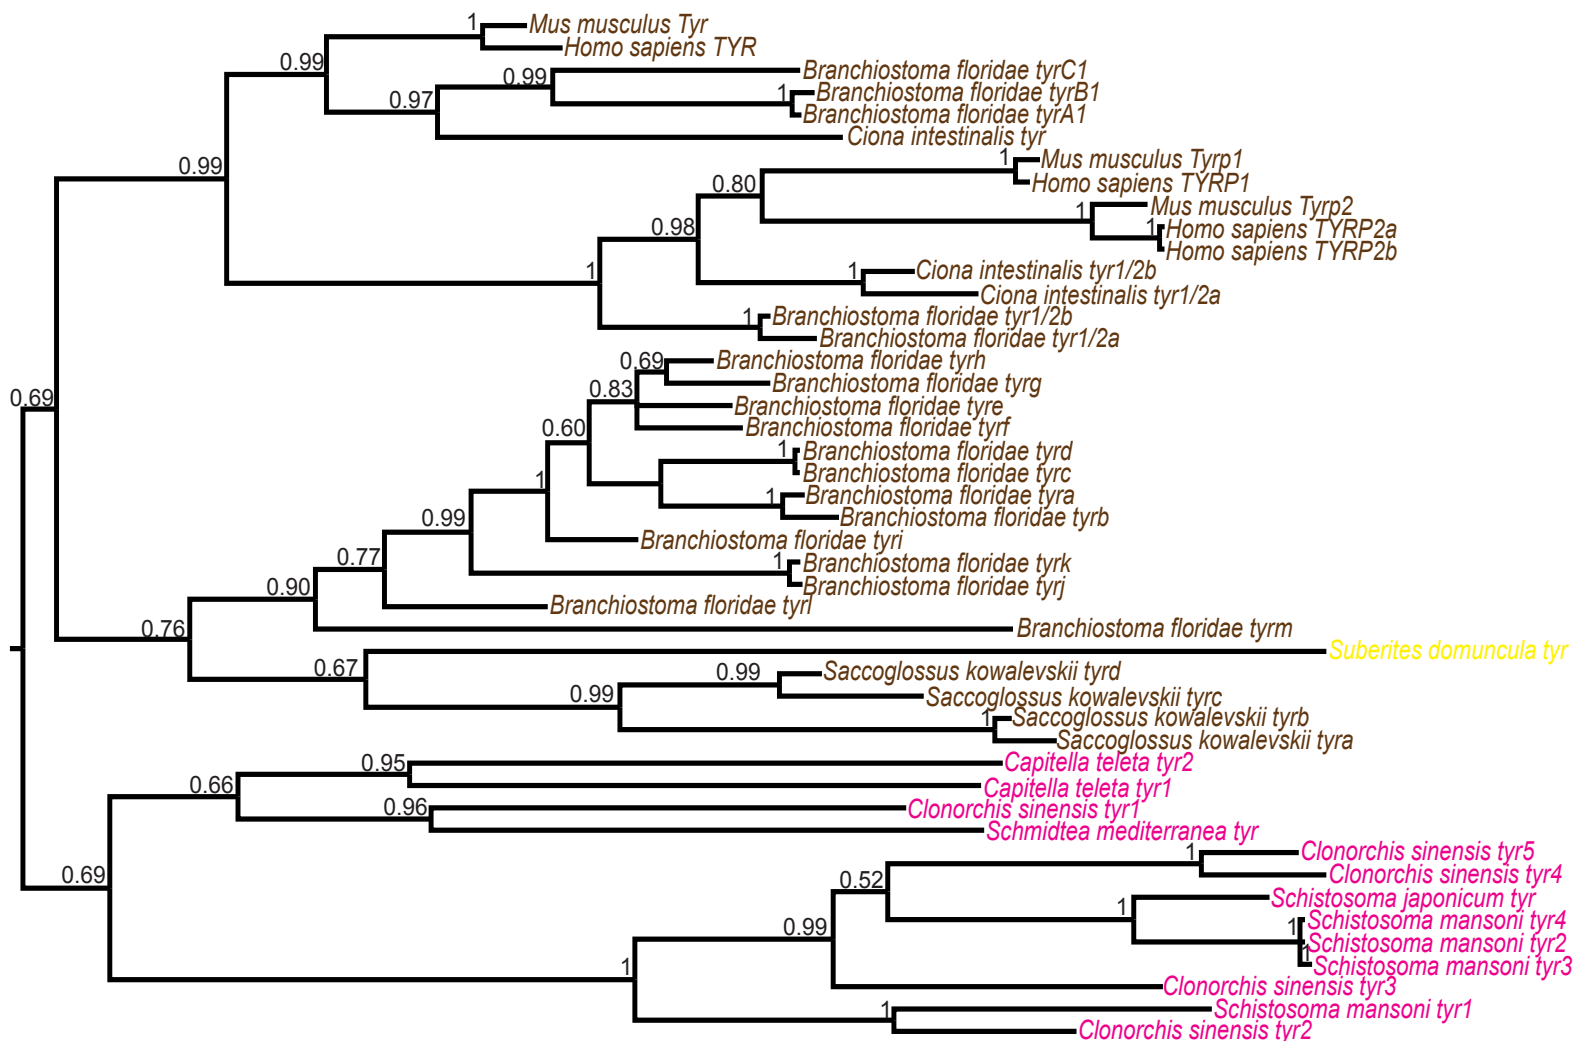 1
Mus musculus Tyr
Homo sapiens TYR
0.99
Branchiostoma floridae tyrC1
0.99
1
Branchiostoma floridae tyrB1
0.97
Branchiostoma floridae tyrA1
Ciona intestinalis tyr
0.99
1
Mus musculus Tyrp1
0.80
Homo sapiens TYRP1
1
Mus musculus Tyrp2
0.98
1
Homo sapiens TYRP2a
Homo sapiens TYRP2b
1
1
Ciona intestinalis tyr1/2b
Ciona intestinalis tyr1/2a
1
Branchiostoma floridae tyr1/2b
Branchiostoma floridae tyr1/2a
0.69
Branchiostoma floridae tyrh
0.83
Branchiostoma floridae tyrg
0.69
Branchiostoma floridae tyre
0.60
Branchiostoma floridae tyrf
1
Branchiostoma floridae tyrd
Branchiostoma floridae tyrc
1
1
Branchiostoma floridae tyra
0.99
Branchiostoma floridae tyrb
Branchiostoma floridae tyri
0.77
1
Branchiostoma floridae tyrk
0.90
Branchiostoma floridae tyrj
Branchiostoma floridae tyrl
0.76
Branchiostoma floridae tyrm
Suberites domuncula tyr
0.67
0.99
Saccoglossus kowalevskii tyrd
0.99
Saccoglossus kowalevskii tyrc
1
Saccoglossus kowalevskii tyrb
Saccoglossus kowalevskii tyra
0.95
Capitella teleta tyr2
0.66
Capitella teleta tyr1
0.96
Clonorchis sinensis tyr1
Schmidtea mediterranea tyr
1
Clonorchis sinensis tyr5
0.69
0.52
Clonorchis sinensis tyr4
1
Schistosoma japonicum tyr
0.99
1
Schistosoma mansoni tyr4
Schistosoma mansoni tyr2
1
1
Schistosoma mansoni tyr3
Clonorchis sinensis tyr3
1
Schistosoma mansoni tyr1
Clonorchis sinensis tyr2